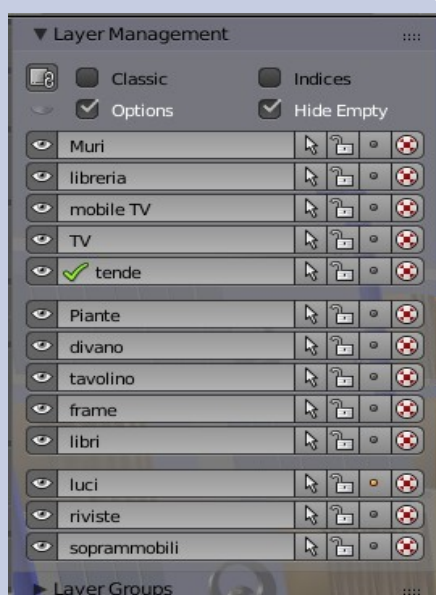 Layer Management
Classic Indices
Options Hide Empty
Muri
libreria
mobile TV
TV
tende
Piante
divano
tavolino
frame
libri
luci
riviste
soprammobili
Layer Groups